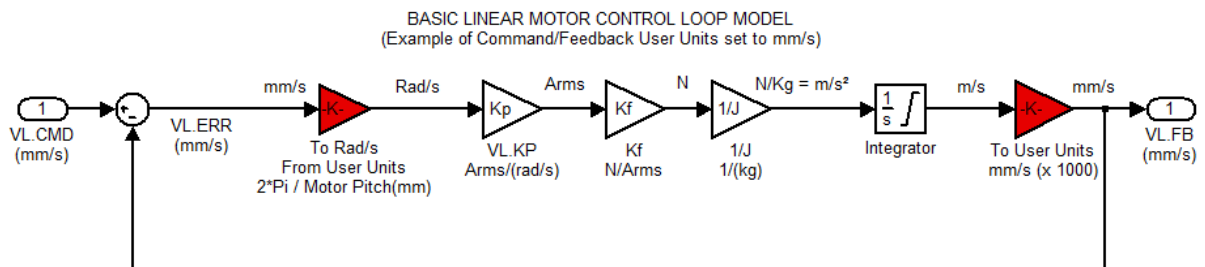 BASIC LINEAR MOTOR CONTROL LOOP MODEL
(Example of Command/Feedback User Units set to mm/s)
mm/s
Rad/s
Arms
N
N/Kg = m/s²
m/s
mm/s
1
+
-
-K-
Kp
Kf
1/J
1
s
-K-
1
VL.CMD
(mm/s)
VL.ERR
(mm/s)
To Rad/s
From User Units
2*Pi / Motor Pitch(mm)
VL.KP
Arms/(rad/s)
Kf
N/Arms
1/J
1/(kg)
Integrator
To User Units
mm/s (x 1000)
VL.FB
(mm/s)